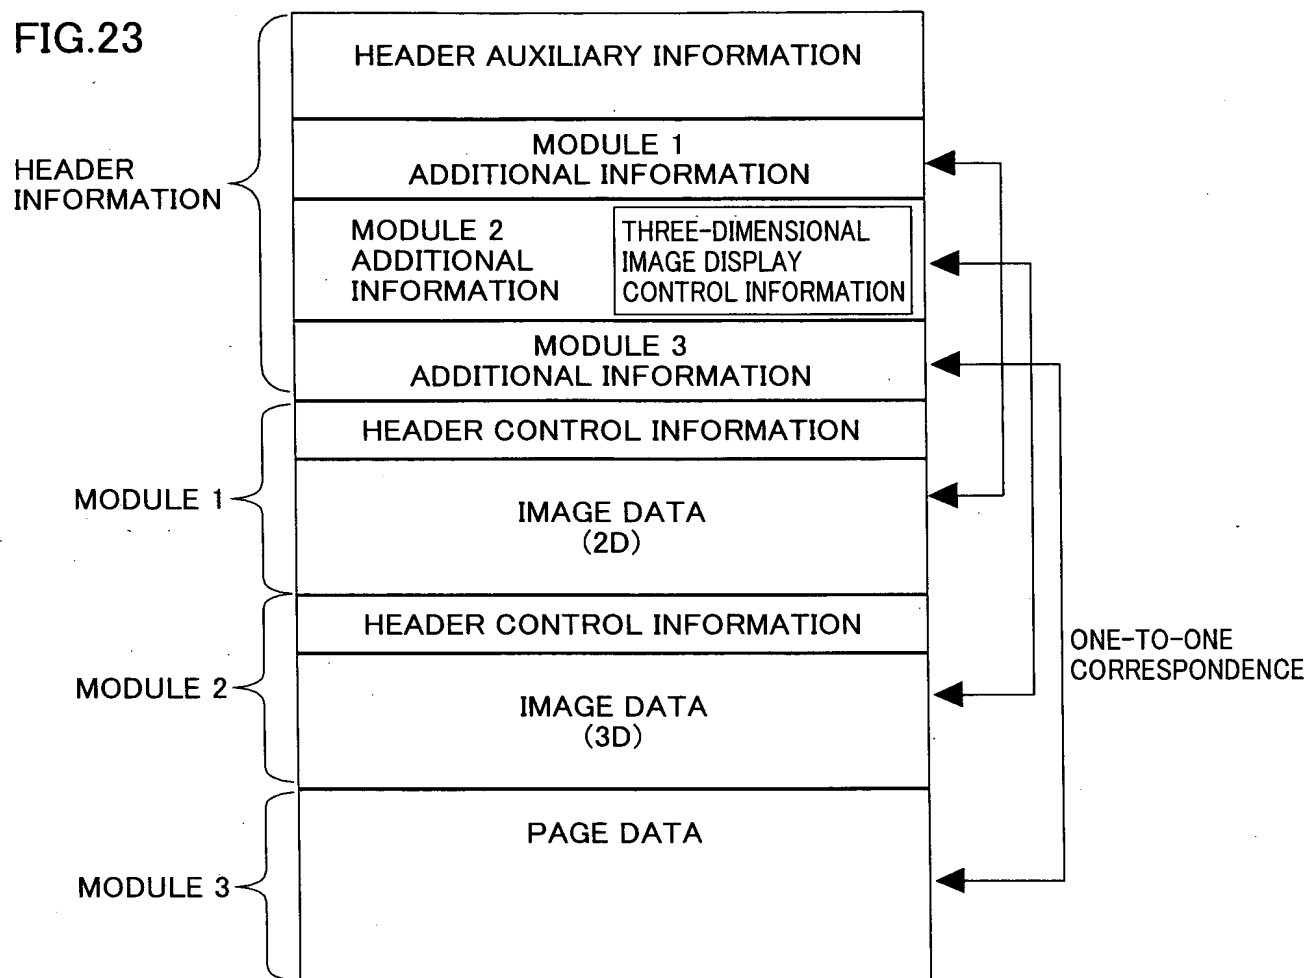 FIG.23
HEADER AUXILIARY INFORMATION
HEADER
INFORMATION
MODULE 1
ADDITIONAL INFORMATION
MODULE 2
ADDITIONAL
INFORMATION
THREE-DIMENSIONAL
IMAGE DISPLAY
CONTROL INFORMATION
MODULE 3
ADDITIONAL INFORMATION
MODULE 1
HEADER CONTROL INFORMATION
IMAGE DATA
(2D)
MODULE 2
HEADER CONTROL INFORMATION
IMAGE DATA
(3D)
ONE-TO-ONE
CORRESPONDENCE
MODULE 3
PAGE DATA